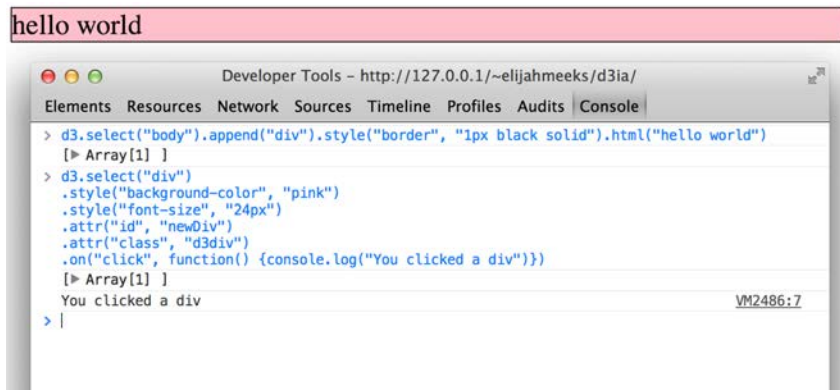 hello world
Developer Tools – http://127.0.0.1/~elijahmeeks/d3ia/
Elements Resources Network Sources Timeline Profiles Audits Console
> d3.select("body").append("div").style("border", "1px black solid").html("hello world")
[▶ Array[1] ]
> d3.select("div")
.style("background-color", "pink")
.style("font-size", "24px")
.attr("id", "newDiv")
.attr("class", "d3div")
.on("click", function() {console.log("You clicked a div")})
[▶ Array[1] ]
You clicked a div VM2486:7
>